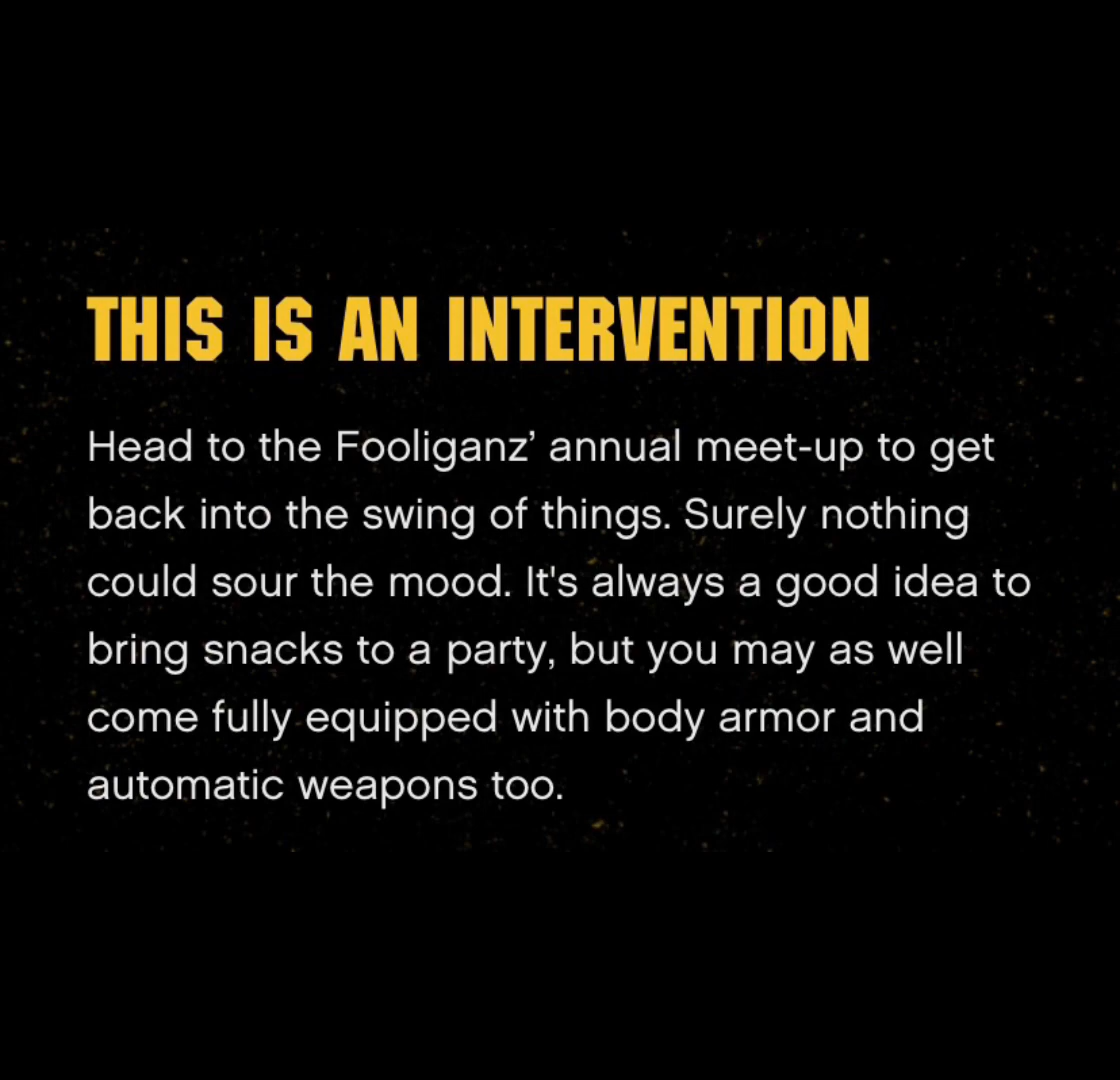 THIS IS AN INTERVENTION
Head to the Fooliganz’ annual meet-up to get
back into the swing of things. Surely nothing
could sour the mood. It's always a good idea to
bring snacks to a party, but you may as well
come fully equipped with body armor and
automatic weapons too.